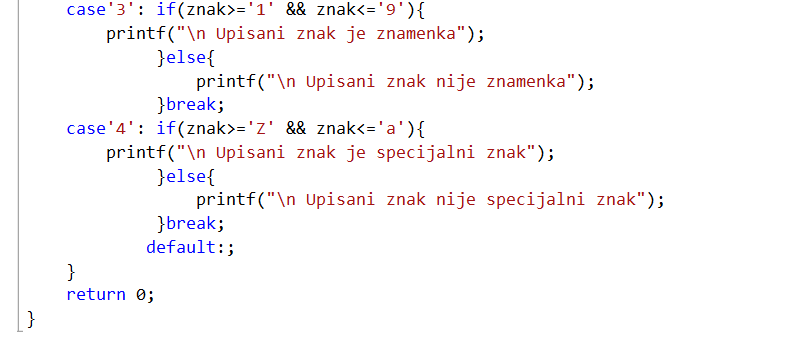 case'3': if(znak>='1' && znak<='9'){
printf("\n Upisani znak je znamenka");
}else{
printf("\n Upisani znak nije znamenka");
}break;
case'4': if(znak>='Z' && znak<='a'){
printf("\n Upisani znak je specijalni znak");
}else{
printf("\n Upisani znak nije specijalni znak");
}break;
default:;
}
return 0;
}